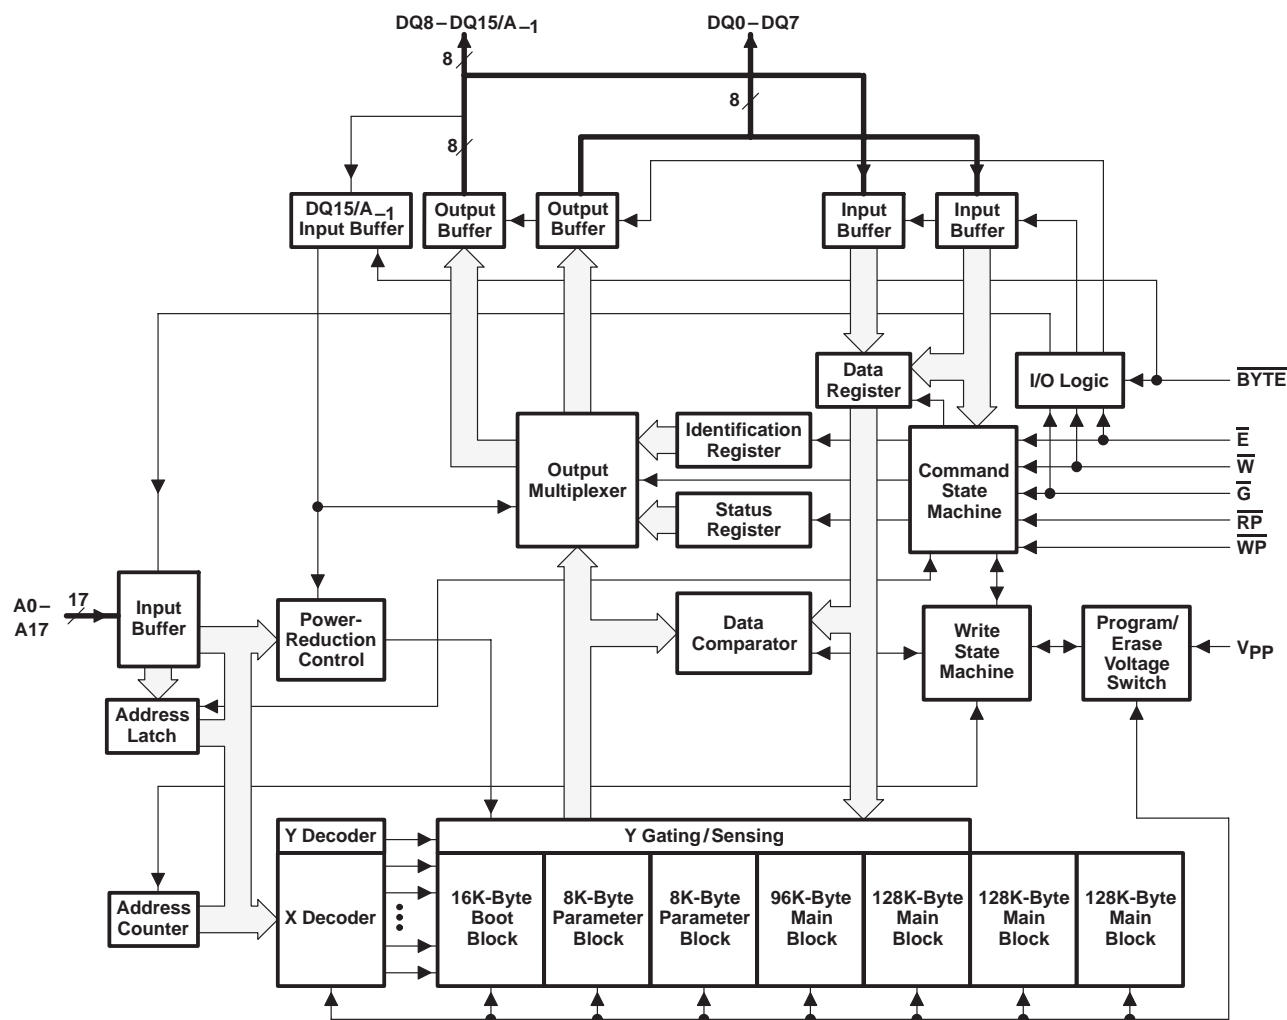 DQ8–DQ15/A–1
DQ0–DQ7
8
8
8
DQ15/A–1
Input Buffer
Output
Buffer
Output
Buffer
Input
Buffer
Input
Buffer
Data
Register
I/O Logic
BYTE
Identification
Register
Output
Multiplexer
Status
Register
Command
State
Machine
E
W
G
RP
WP
A0–
A17
17
Input
Buffer
Power-
Reduction
Control
Data
Comparator
Write
State
Machine
Program/
Erase
Voltage
Switch
VPP
Address
Latch
Y Decoder
Y Gating/Sensing
Address
Counter
X Decoder
16K-Byte
Boot
Block
8K-Byte
Parameter
Block
8K-Byte
Parameter
Block
96K-Byte
Main
Block
128K-Byte
Main
Block
128K-Byte
Main
Block
128K-Byte
Main
Block